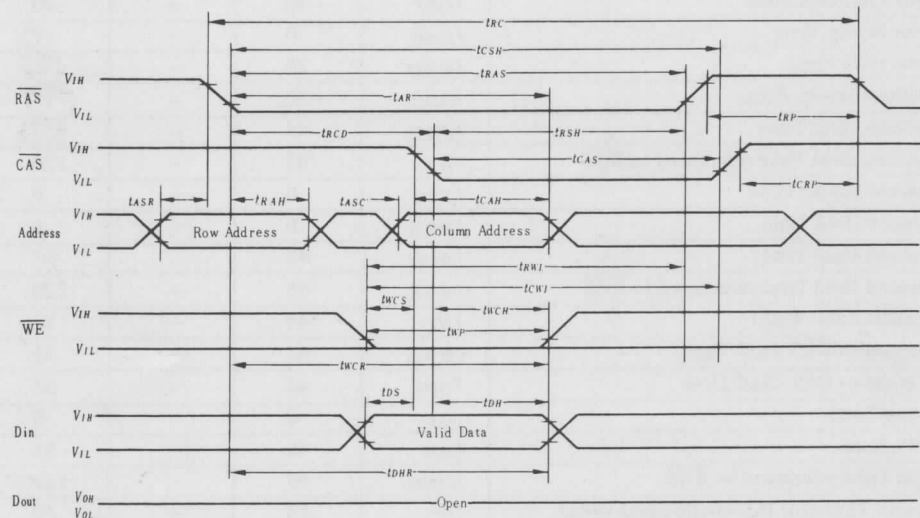 tRC
tCSH
VIH
tRAS
RAS
tAR
VIL
tRP
tRCD
tRSH
VIH
CAS
tCAS
VIL
tCRP
tASR
tRAH
tASC
tCAH
VIH
Address
Row Address
Column Address
VIL
tRWL
tCWL
tWCS
tWCH
VIH
WE
tWP
VIL
tWCR
tDS
tDH
VIH
Din
Valid Data
VIL
tDHR
Dout
VOH
Open
VOL